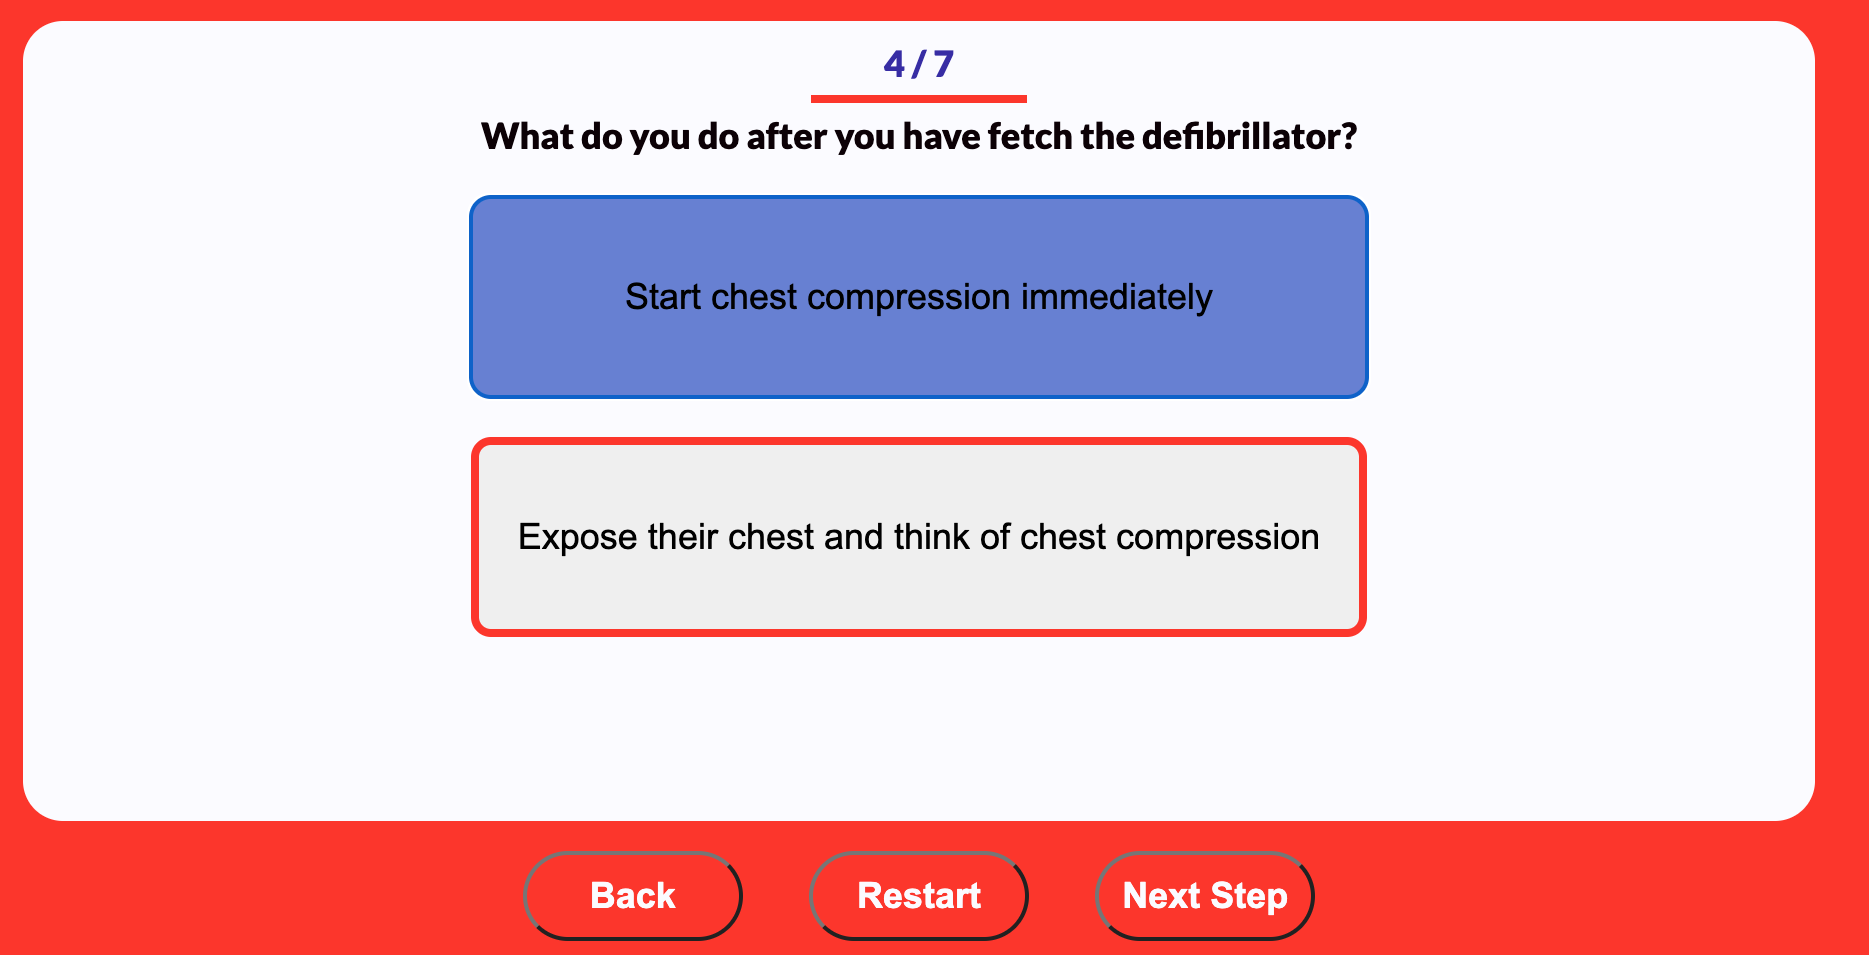 4 / 7
What do you do after you have fetch the defibrillator?
Start chest compression immediately
Expose their chest and think of chest compression
Back
Restart
Next Step